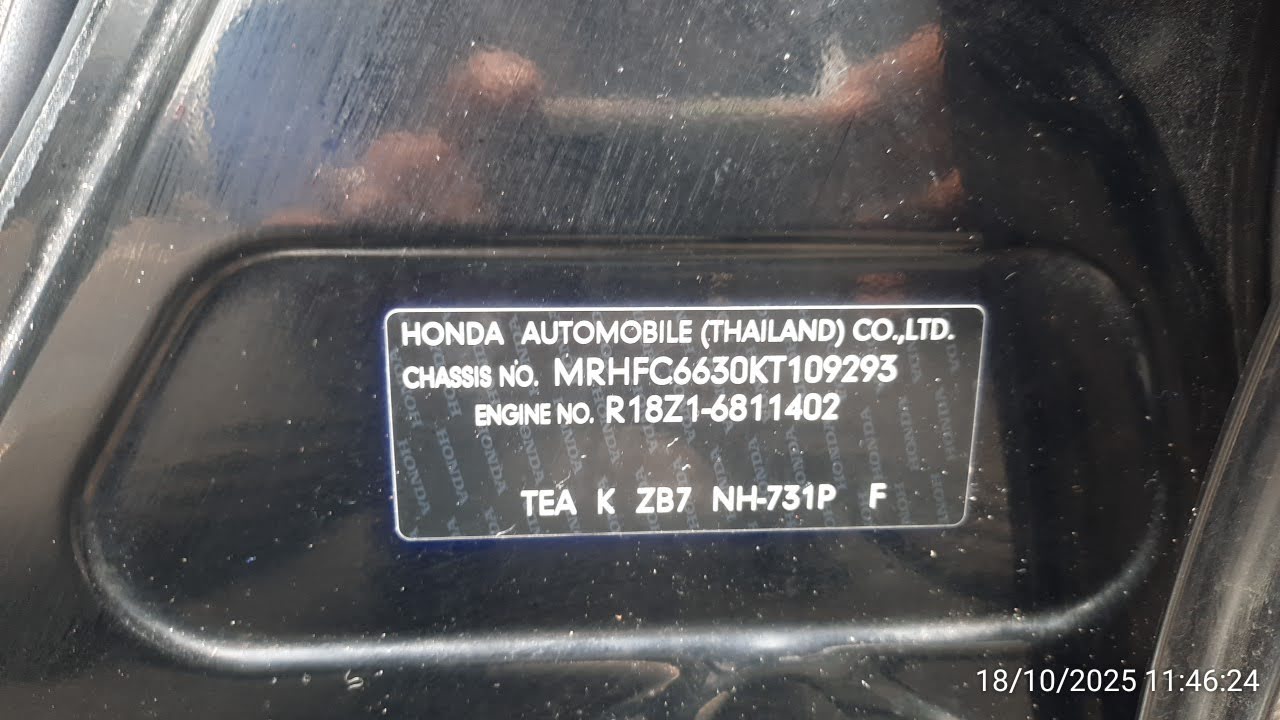 HONDA AUTOMOBILE (THAILAND) CO.,LTD.
CHASSIS NO. MRHFC6630KT109293
ENGINE NO. R18Z1-6811402
TEA K ZB7 NH-731P F
18/10/2025 11:46:24